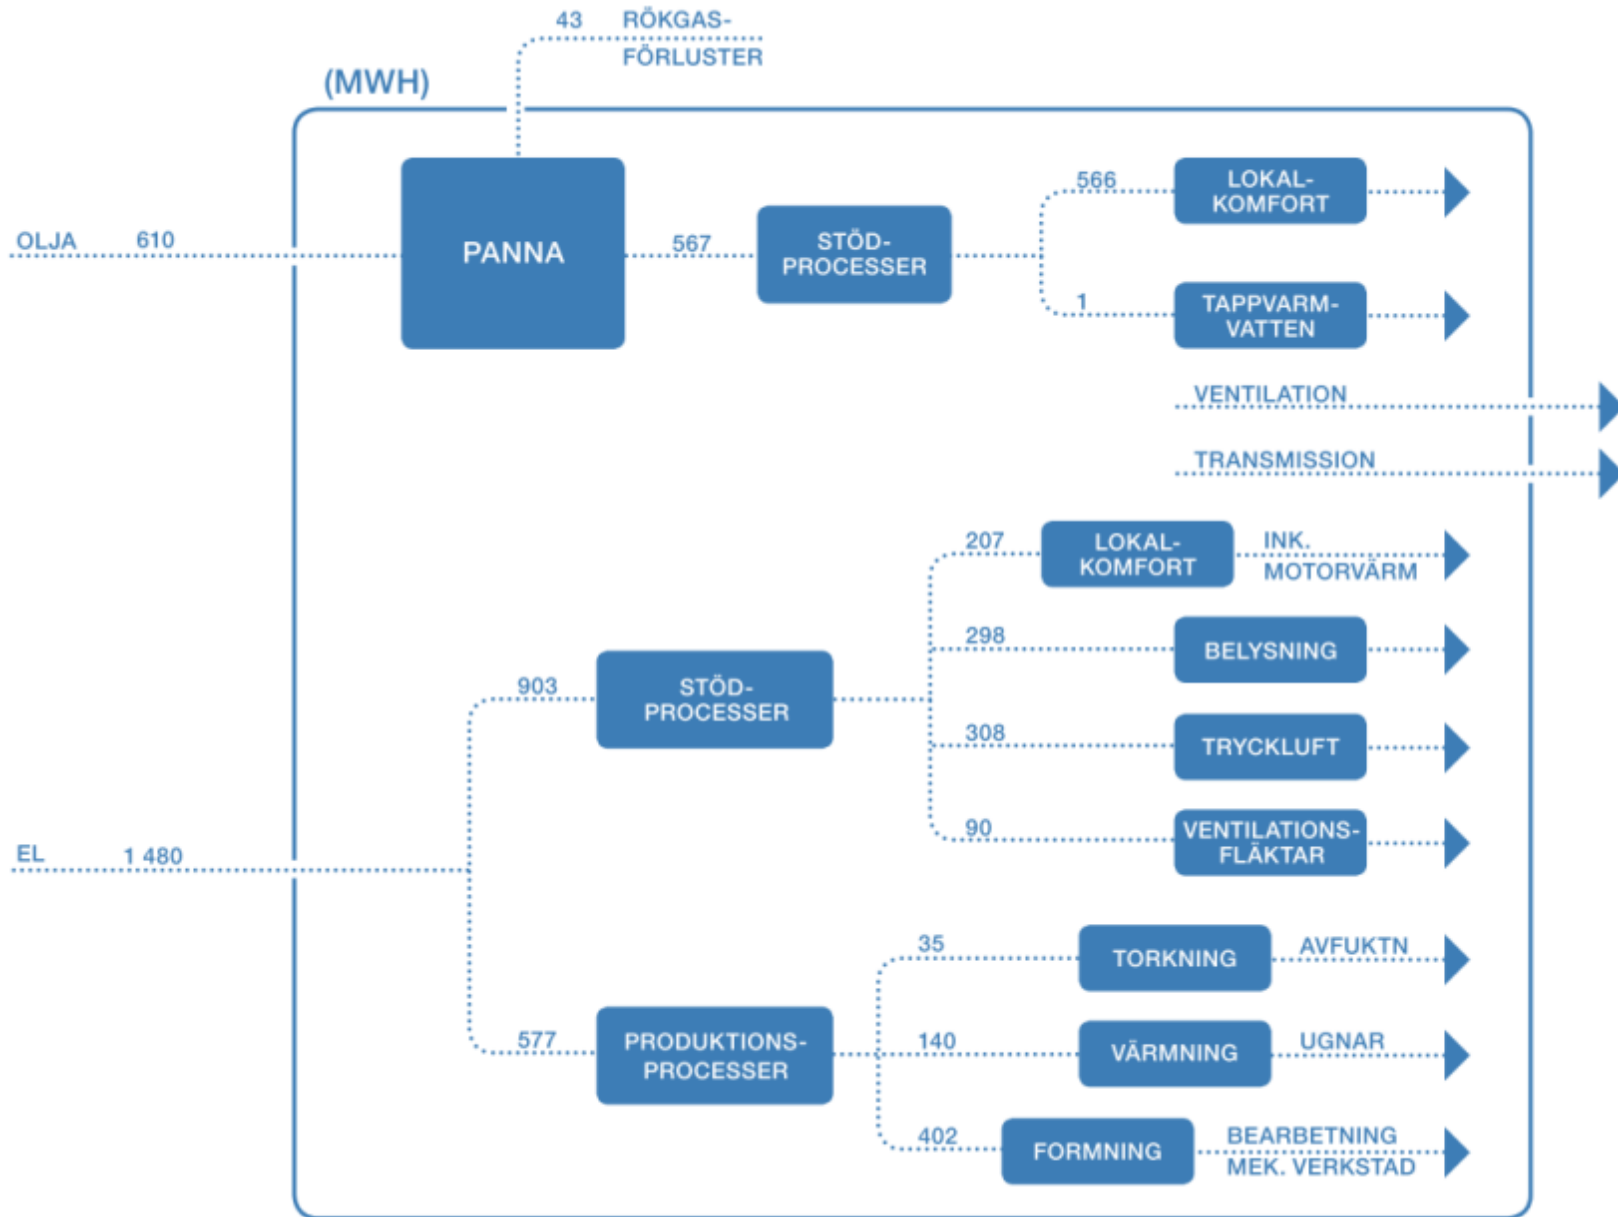 43 RÖKGAS-
FÖRLUSTER
(MWH)
OLJA 610
PANNA
567
STÖD-
PROCESSER
566
LOKAL-
KOMFORT
1
TAPPVARM-
VATTEN
VENTILATION
TRANSMISSION
207
LOKAL-
KOMFORT
INK.
MOTORVÄRM
298
BELYSNING
903
STÖD-
PROCESSER
308
TRYCKLUFT
90
VENTILATIONS-
FLÄKTAR
EL 1 480
35
TORKNING
AVFUKTN
577
PRODUKTIONS-
PROCESSER
140
VÄRMNING
UGNAR
402
FORMNING
BEARBETNING
MEK. VERKSTAD